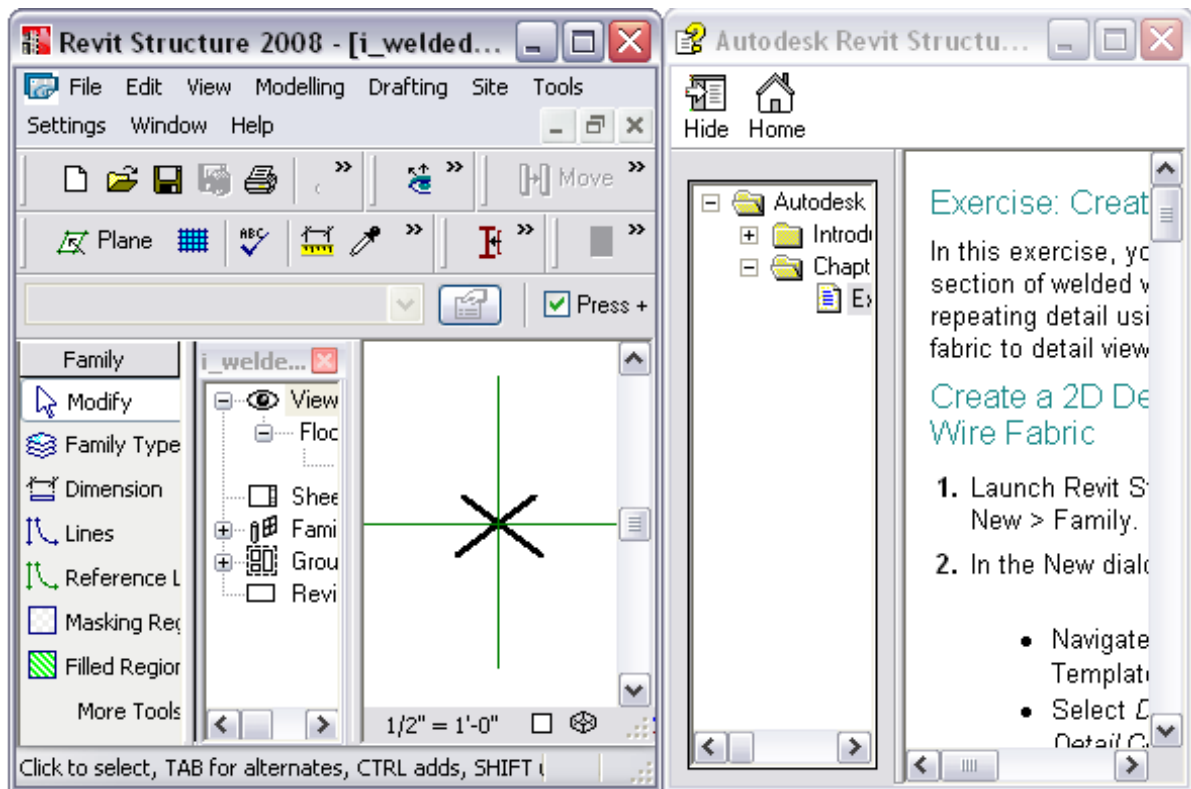 Revit Structure 2008 - [i_welded...
File Edit View Modelling Drafting Site Tools
Settings Window Help
Move
Plane
ABC
Press +
Family
Modify
Family Type
Dimension
Lines
Reference L
Masking Reg
Filled Region
More Tools
i_welde...
View
Floc
Shee
Fami
Grou
Revi
1/2" = 1'-0"
Click to select, TAB for alternates, CTRL adds, SHIFT
Autodesk Revit Structu...
Hide Home
Autodesk
Introdu
Chapt
Ex
Exercise: Creat
In this exercise, yo
section of welded w
repeating detail usi
fabric to detail view
Create a 2D De
Wire Fabric
1. Launch Revit S
New > Family.
2. In the New dialo
• Navigate
Template
• Select D
Detail C